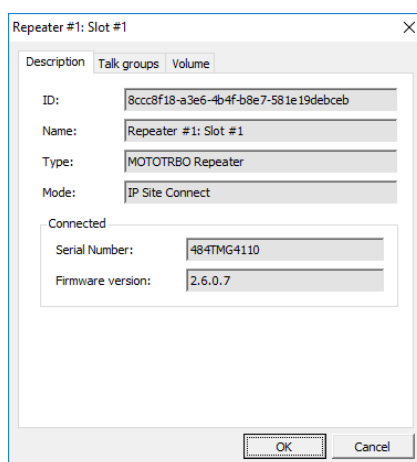 Repeater #1: Slot #1
Description Talk groups Volume
ID: 8ccc8f18-a3e6-4b4f-b8e7-581e19debceb
Name: Repeater #1: Slot #1
Type: MOTOTRBO Repeater
Mode: IP Site Connect
Connected
Serial Number: 484TMG4110
Firmware version: 2.6.0.7
OK Cancel